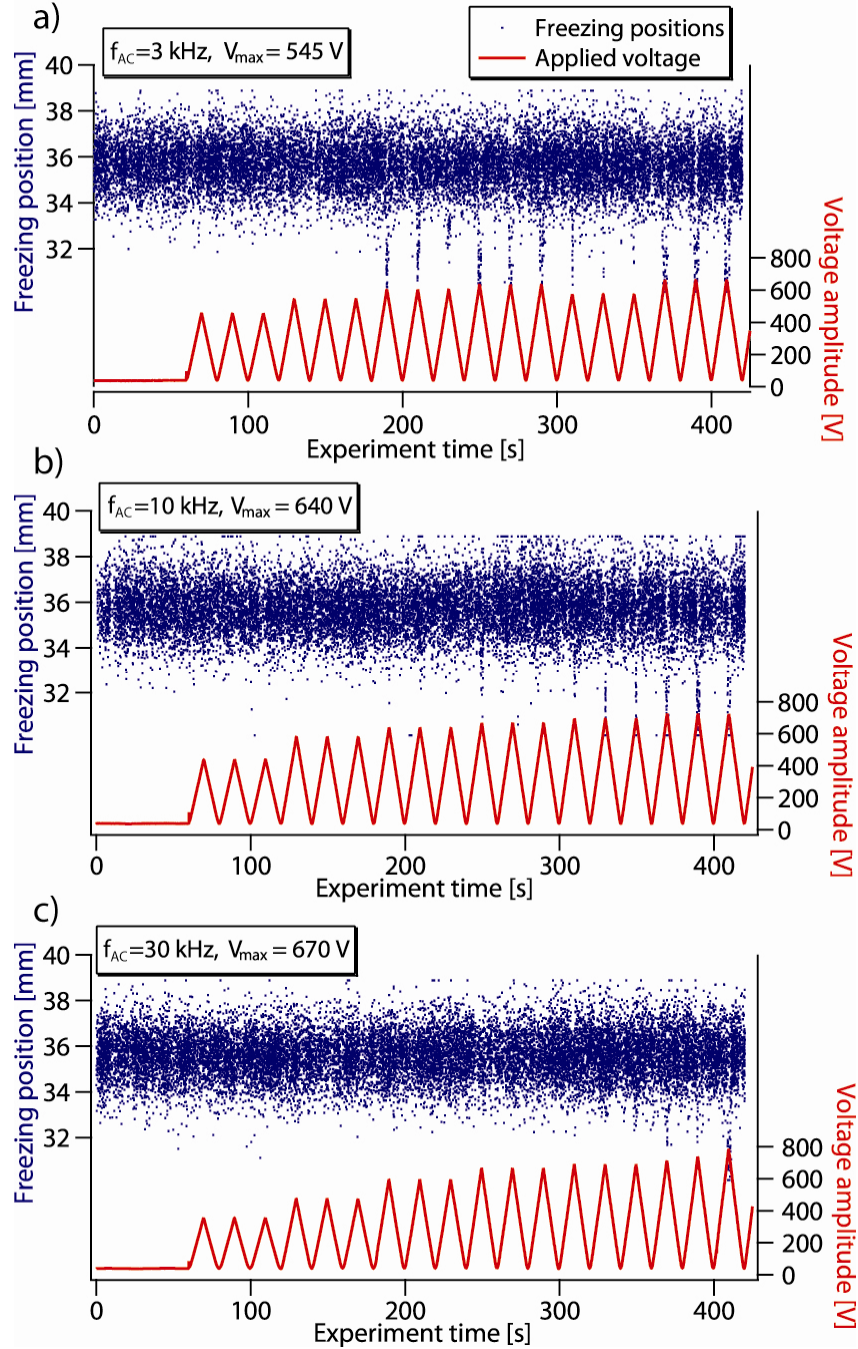 a)
f_AC=3 kHz, V_max = 545 V
Freezing positions
Applied voltage
Freezing position [mm]
40
38
36
34
32
Voltage amplitude [V]
800
600
400
200
0
0
100
200
300
400
Experiment time [s]
b)
f_AC=10 kHz, V_max = 640 V
Freezing position [mm]
40
38
36
34
32
Voltage amplitude [V]
800
600
400
200
0
0
100
200
300
400
Experiment time [s]
c)
f_AC=30 kHz, V_max = 670 V
Freezing position [mm]
40
38
36
34
32
Voltage amplitude [V]
800
600
400
200
0
0
100
200
300
400
Experiment time [s]